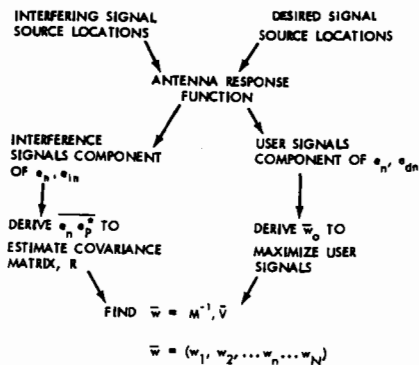 INTERFERING SIGNAL
SOURCE LOCATIONS
DESIRED SIGNAL
SOURCE LOCATIONS
ANTENNA RESPONSE
FUNCTION
INTERFERENCE
SIGNALS COMPONENT
OF eₙ, eᵢₙ
USER SIGNALS
COMPONENT OF eₙ, e_dn
DERIVE \overline{eₙ e_p^*} TO
ESTIMATE COVARIANCE
MATRIX, R
DERIVE w̄ₒ TO
MAXIMIZE USER
SIGNALS
FIND w̄ = M⁻¹, V̄
w̄ = (w₁, w₂, ... wₙ ... w_N)